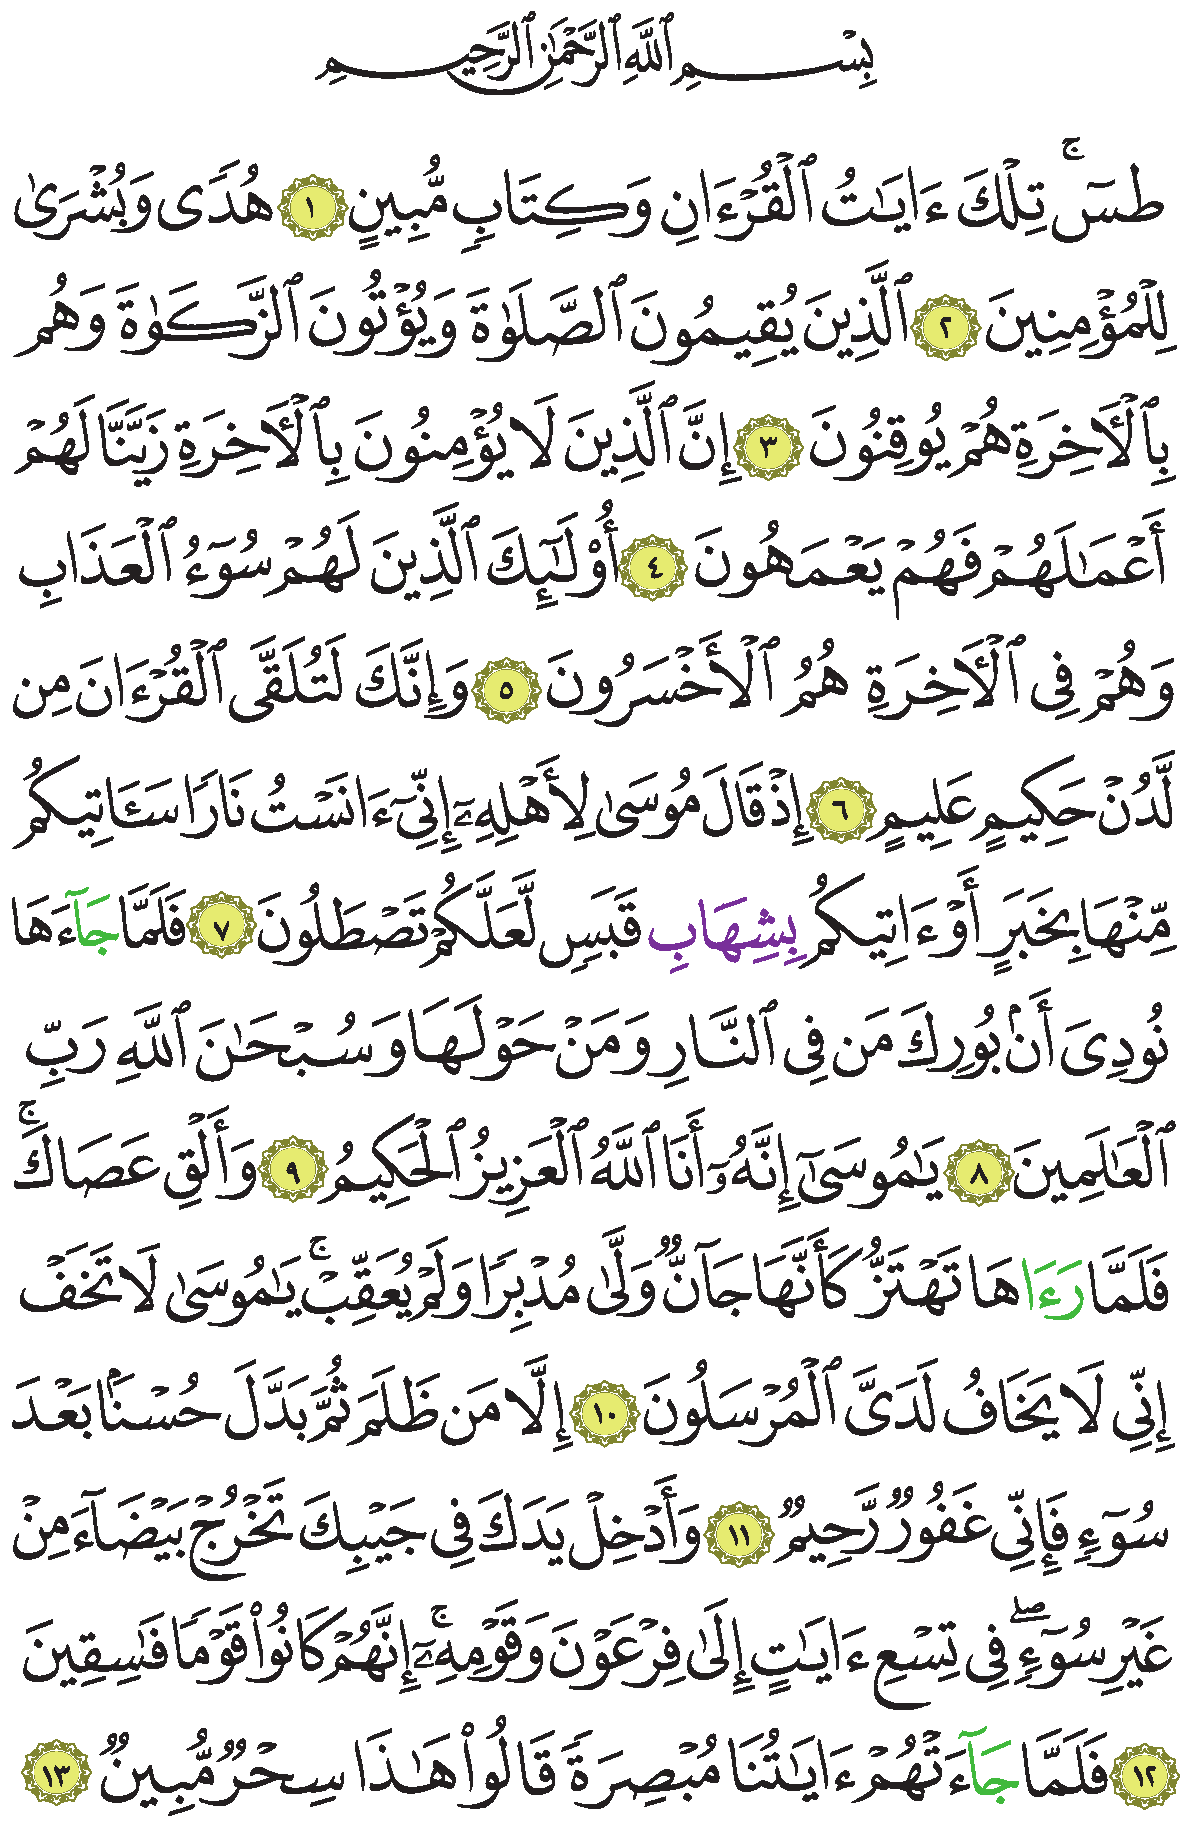 بِسْمِ ٱللَّهِ ٱلرَّحْمَٰنِ ٱلرَّحِيمِ
طسٓۚ تِلْكَ ءَايَٰتُ ٱلْقُرْءَانِ وَكِتَابٍ مُّبِينٍ ١ هُدًى وَبُشْرَىٰ
لِلْمُؤْمِنِينَ ٢ ٱلَّذِينَ يُقِيمُونَ ٱلصَّلَوٰةَ وَيُؤْتُونَ ٱلزَّكَوٰةَ وَهُم
بِٱلْأَخِرَةِ هُمْ يُوقِنُونَ ٣ إِنَّ ٱلَّذِينَ لَا يُؤْمِنُونَ بِٱلْأَخِرَةِ زَيَّنَّا لَهُمْ
أَعْمَٰلَهُمْ فَهُمْ يَعْمَهُونَ ٤ أُوْلَٰٓئِكَ ٱلَّذِينَ لَهُمْ سُوٓءُ ٱلْعَذَابِ
وَهُمْ فِى ٱلْأَخِرَةِ هُمُ ٱلْأَخْسَرُونَ ٥ وَإِنَّكَ لَتُلَقَّى ٱلْقُرْءَانَ مِن
لَّدُنْ حَكِيمٍ عَلِيمٍ ٦ إِذْ قَالَ مُوسَىٰ لِأَهْلِهِۦٓ إِنِّىٓ ءَانَسْتُ نَارًا سَـَٔاتِيكُم
مِّنْهَا بِخَبَرٍ أَوْ ءَاتِيكُم بِشِهَابِ قَبَسٍ لَّعَلَّكُمْ تَصْطَلُونَ ٧ فَلَمَّا جَآءَهَا
نُودِىَ أَنۢ بُورِكَ مَن فِى ٱلنَّارِ وَمَنْ حَوْلَهَا وَسُبْحَٰنَ ٱللَّهِ رَبِّ
ٱلْعَٰلَمِينَ ٨ يَٰمُوسَىٰٓ إِنَّهُۥٓ أَنَا ٱللَّهُ ٱلْعَزِيزُ ٱلْحَكِيمُ ٩ وَأَلْقِ عَصَاكَۚ
فَلَمَّا رَءَاهَا تَهْتَزُّ كَأَنَّهَا جَآنٌّ وَلَّىٰ مُدْبِرًا وَلَمْ يُعَقِّبْۚ يَٰمُوسَىٰ لَا تَخَفْ
إِنِّى لَا يَخَافُ لَدَىَّ ٱلْمُرْسَلُونَ ١٠ إِلَّا مَن ظَلَمَ ثُمَّ بَدَّلَ حُسْنَۢا بَعْدَ
سُوٓءٍ فَإِنِّى غَفُورٌ رَّحِيمٌ ١١ وَأَدْخِلْ يَدَكَ فِى جَيْبِكَ تَخْرُجْ بَيْضَآءَ مِنْ
غَيْرِ سُوٓءٍۖ فِى تِسْعِ ءَايَٰتٍ إِلَىٰ فِرْعَوْنَ وَقَوْمِهِۦٓۚ إِنَّهُمْ كَانُوا۟ قَوْمًا فَٰسِقِينَ
١٢ فَلَمَّا جَآءَتْهُمْ ءَايَٰتُنَا مُبْصِرَةً قَالُوا۟ هَٰذَا سِحْرٌ مُّبِينٌ ١٣